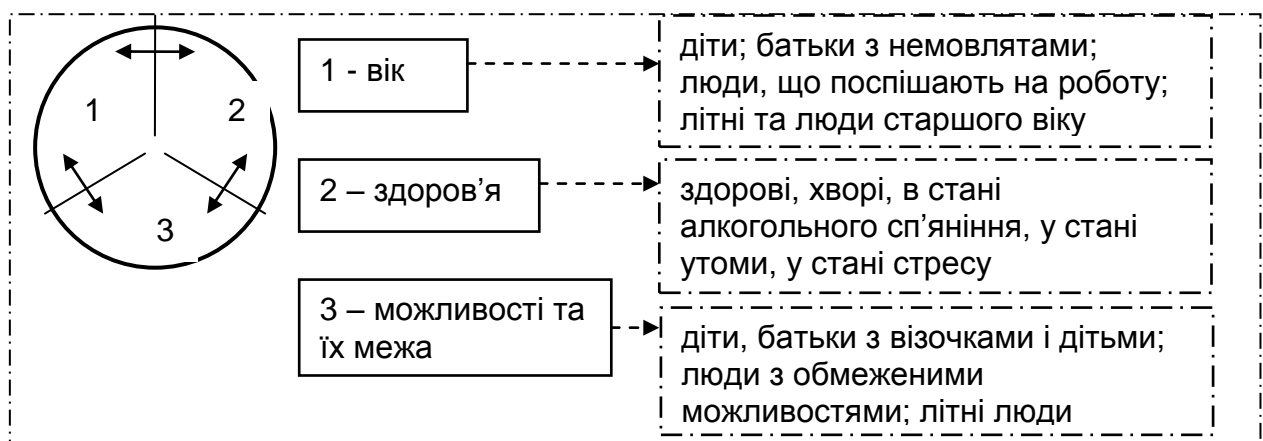 1
2
3
1 - вік
діти; батьки з немовлятами;
люди, що поспішають на роботу;
літні та люди старшого віку
2 – здоров’я
здорові, хворі, в стані
алкогольного сп’яніння, у стані
утоми, у стані стресу
3 – можливості та
їх межа
діти, батьки з візочками і дітьми;
люди з обмеженими
можливостями; літні люди